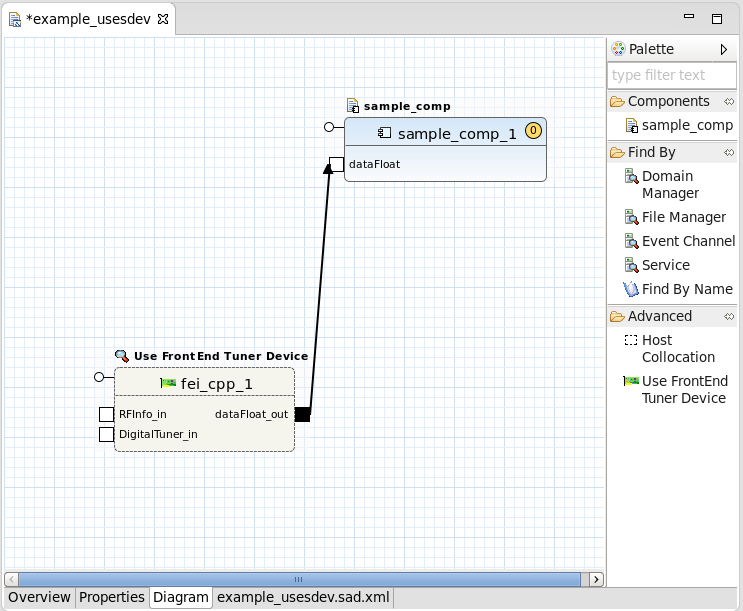 *example_usesdev
sample_comp
sample_comp_1
0
dataFloat
Use FrontEnd Tuner Device
fei_cpp_1
RFInfo_in
dataFloat_out
DigitalTuner_in
Palette
type filter text
Components
sample_comp
Find By
Domain
Manager
File Manager
Event Channel
Service
Find By Name
Advanced
Host
Collocation
Use FrontEnd
Tuner Device
Overview
Properties
Diagram
example_usesdev.sad.xml